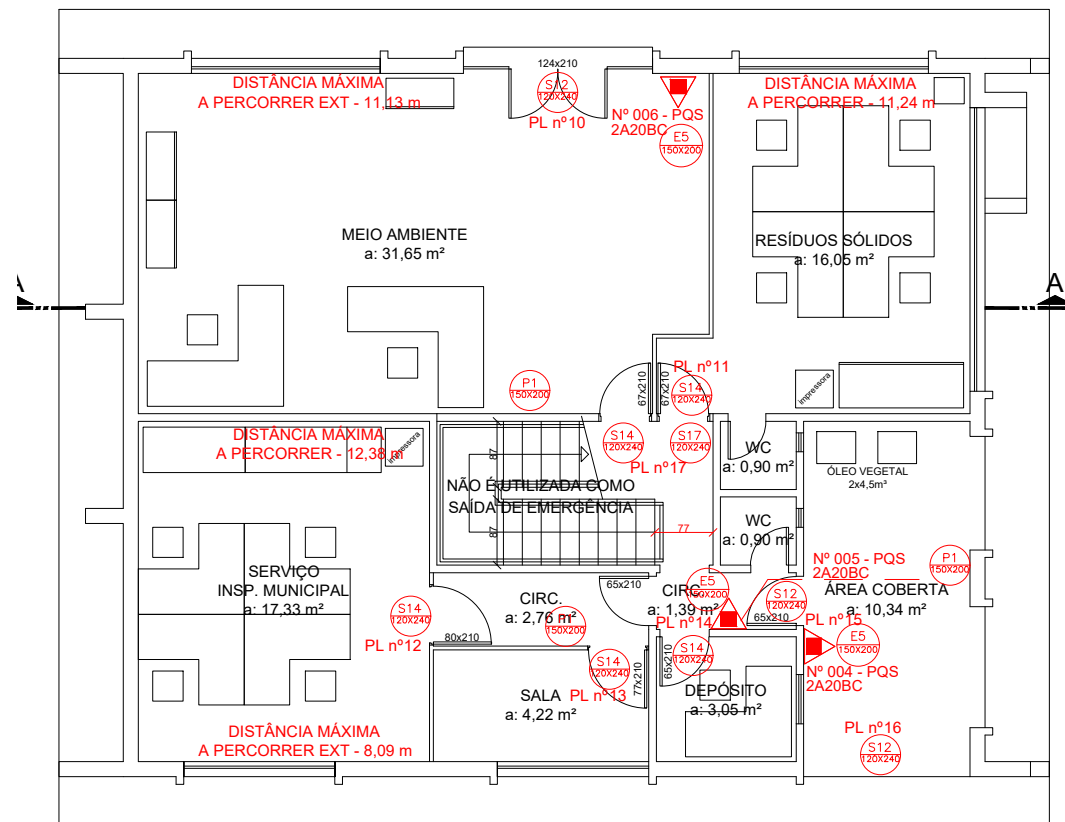 124x210
DISTÂNCIA MÁXIMA
A PERCORRER EXT - 11,13 m
S12
120X240
PL nº10
Nº 006 - PQS
2A20BC
E5
150X200
DISTÂNCIA MÁXIMA
A PERCORRER - 11,24 m
MEIO AMBIENTE
a: 31,65 m²
RESÍDUOS SÓLIDOS
a: 16,05 m²
A
A
P1
150X200
67x210
67x210
PL nº11
S14
120X240
impressora
DISTÂNCIA MÁXIMA
A PERCORRER - 12,38m
impressora
87
87
NÃO É UTILIZADA COMO
SAÍDA DE EMERGÊNCIA
S14
120X240
S17
120X240
PL nº17
WC
a: 0,90 m²
ÓLEO VEGETAL
2x4,5m³
WC
a: 0,90 m²
77
Nº 005 - PQS
2A20BC
P1
150X200
SERVIÇO
INSP. MUNICIPAL
a: 17,33 m²
S14
120X240
PL nº12
80x210
CIRC.
a: 2,76 m²
150X200
65x210
CIRC.
a: 1,39 m²
E5
150X200
PL nº14
S12
120X240
65x210
PL nº15
ÁREA COBERTA
a: 10,34 m²
E5
150X200
Nº 004 - PQS
2A20BC
S14
120X240
PL nº13
77x210
SALA
a: 4,22 m²
S14
120X240
65x210
DEPÓSITO
a: 3,05 m²
DISTÂNCIA MÁXIMA
A PERCORRER EXT - 8,09 m
PL nº16
S12
120X240